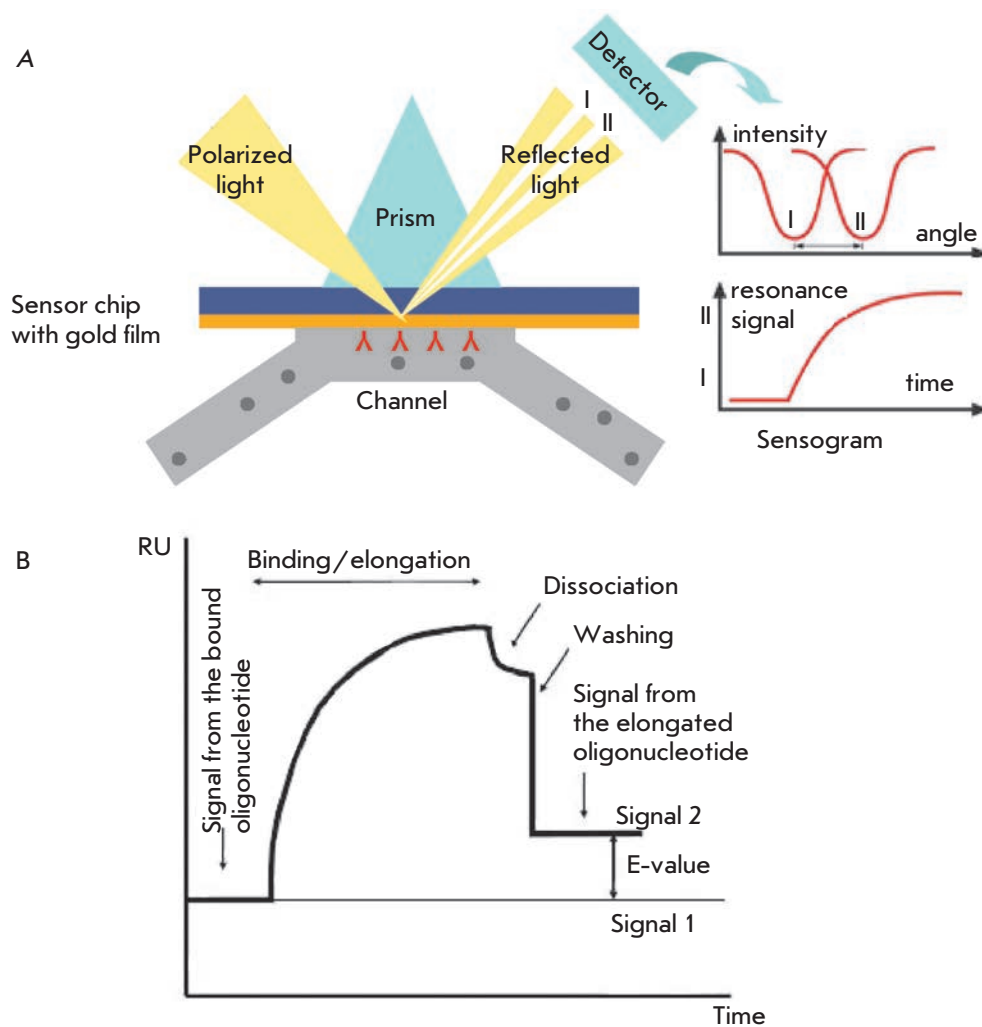 A
Detector
I
II
Polarized
light
Reflected
light
Prism
Sensor chip
with gold film
Channel
intensity
I
II
angle
II
resonance
signal
I
time
Sensogram
B
RU
Binding/elongation
Dissociation
Washing
Signal from the bound
oligonucleotide
Signal from
the elongated
oligonucleotide
Signal 2
E-value
Signal 1
Time